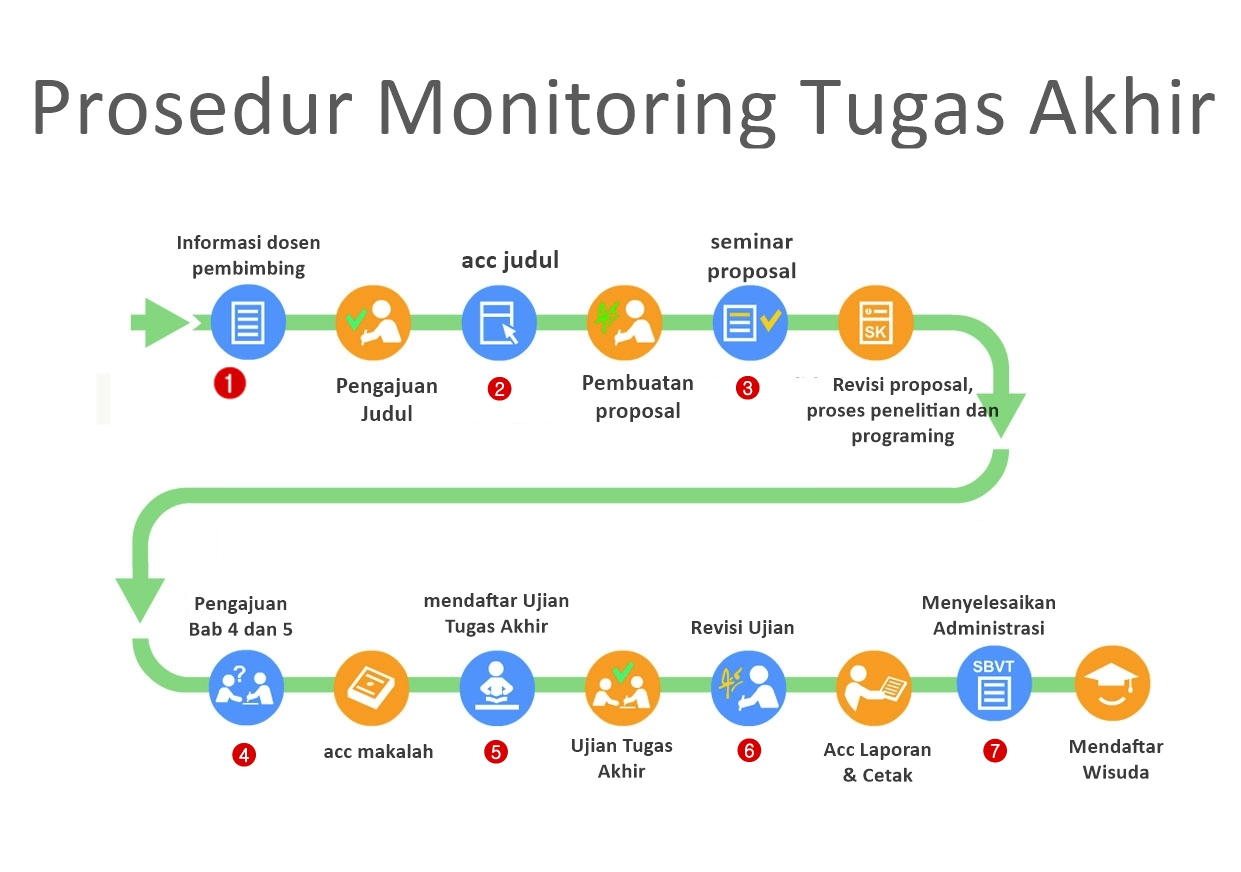 Prosedur Monitoring Tugas Akhir
Informasi dosen
pembimbing
1
Pengajuan
Judul
acc judul
2
Pembuatan
proposal
seminar
proposal
3
SK
Revisi proposal,
proses penelitian dan
programing
Pengajuan
Bab 4 dan 5
?
4
acc makalah
mendaftar Ujian
Tugas Akhir
5
Ujian Tugas
Akhir
Revisi Ujian
6
Acc Laporan
& Cetak
Menyelesaikan
Administrasi
SBVT
7
Mendaftar
Wisuda